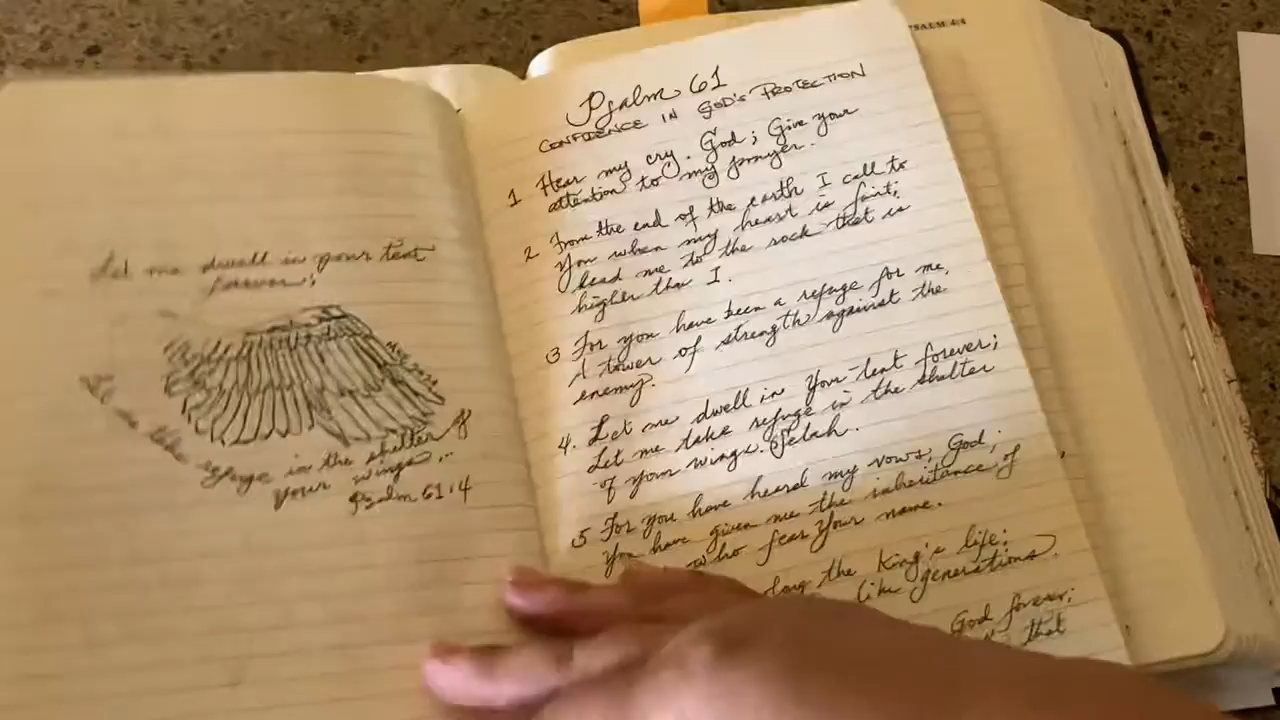 Let me dwell in your tent
forever;
Let me take refuge in the shelter of
your wings...
Psalm 61:4
PSALM 44
Psalm 61
CONFIDENCE IN GOD'S PROTECTION
1 Hear my cry. God; Give your
attention to my prayer.
2 From the end of the earth I call to
You when my heart is faint;
lead me to the rock that is
higher than I.
3 For you have been a refuge for me,
A tower of strength against the
enemy.
4. Let me dwell in Your tent forever;
Let me take refuge in the shelter
of your wings. Selah.
5 For you have heard my vows, God;
You have given me the inheritance of
who fear Your name.
long the King's life;
like generations.
God forever;
that